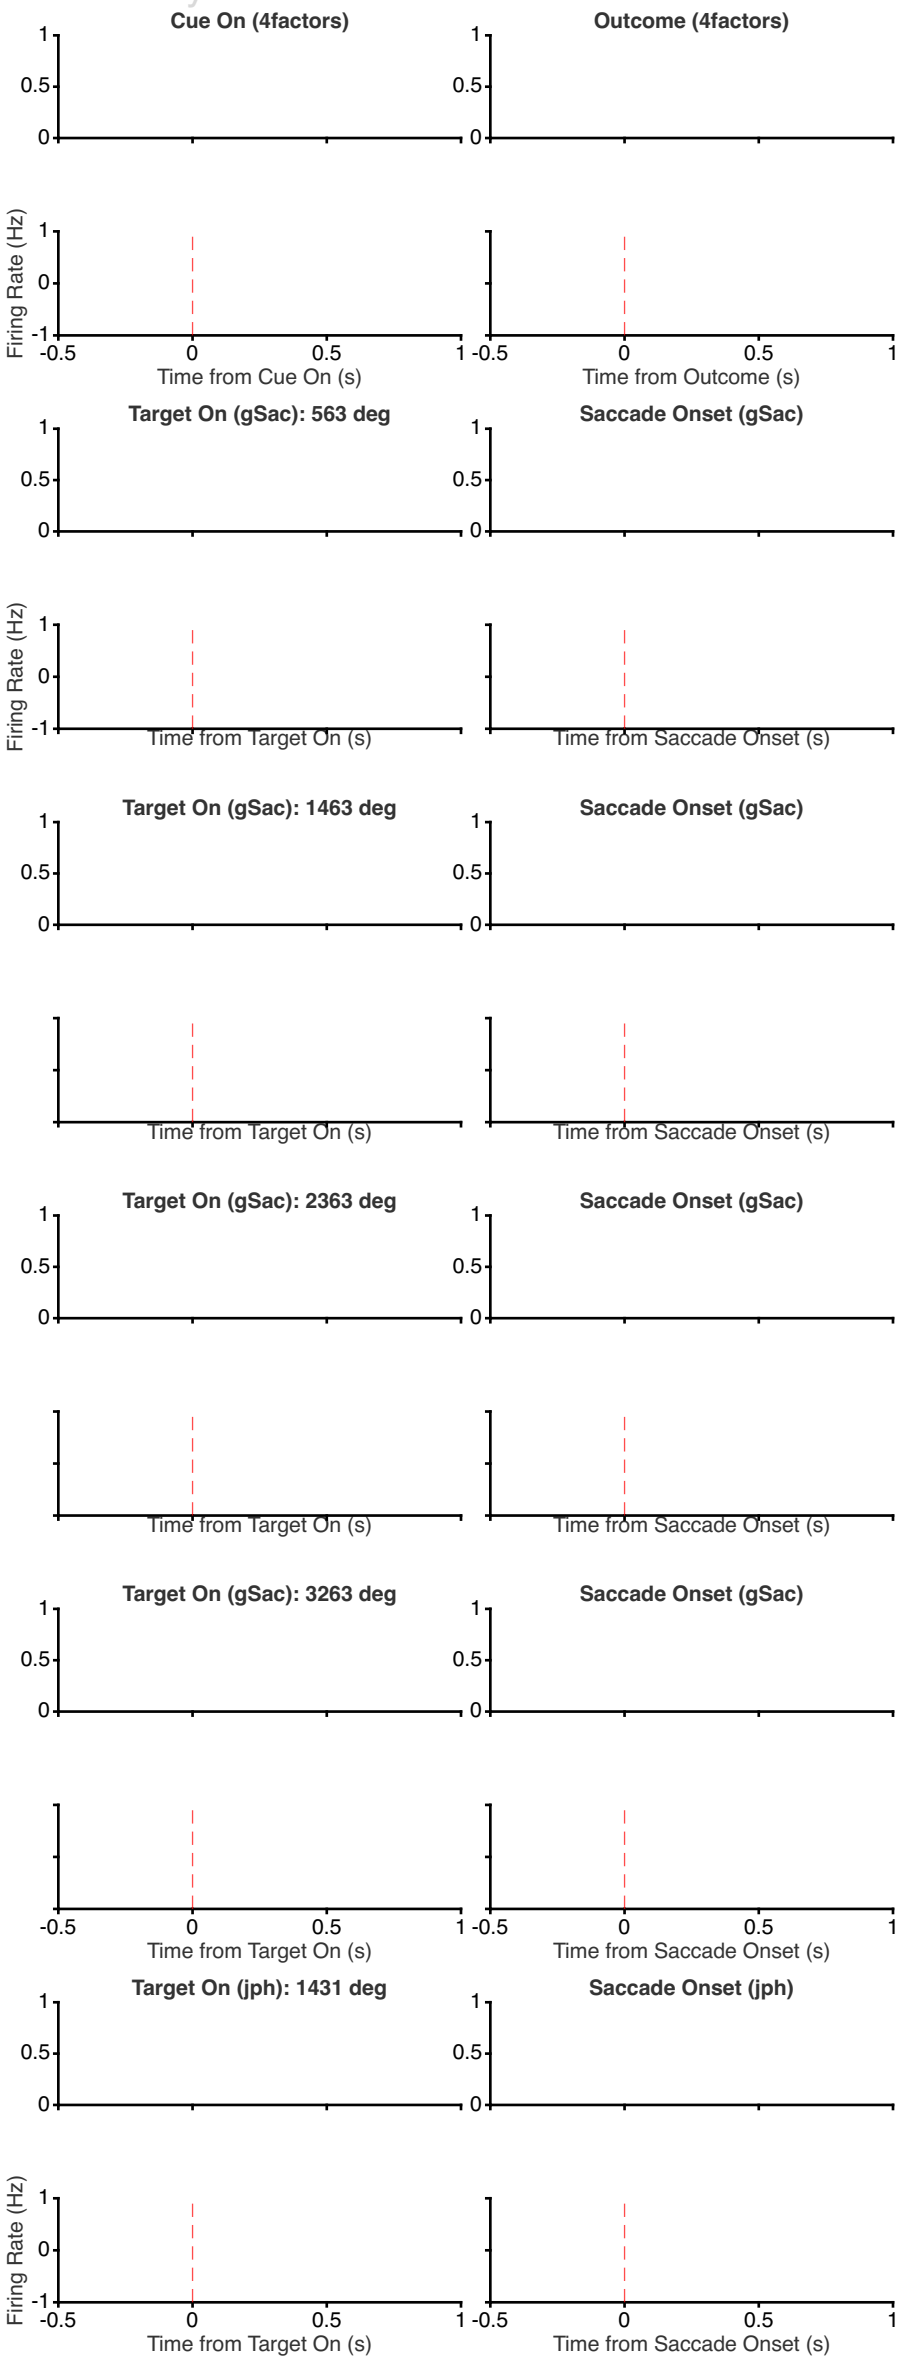 Cue On (4factors) Outcome (4factors)
1 1
0.5 0.5
0 0
Firing Rate (Hz)
1
0
-1
-0.5 0 0.5 1 -0.5 0 0.5 1
Time from Cue On (s) Time from Outcome (s)
Target On (gSac): 563 deg Saccade Onset (gSac)
1 1
0.5 0.5
0 0
Firing Rate (Hz)
1
0
-1
Time from Target On (s) Time from Saccade Onset (s)
Target On (gSac): 1463 deg Saccade Onset (gSac)
1 1
0.5 0.5
0 0
Time from Target On (s) Time from Saccade Onset (s)
Target On (gSac): 2363 deg Saccade Onset (gSac)
1 1
0.5 0.5
0 0
Time from Target On (s) Time from Saccade Onset (s)
Target On (gSac): 3263 deg Saccade Onset (gSac)
1 1
0.5 0.5
0 0
-0.5 0 0.5 1 -0.5 0 0.5 1
Time from Target On (s) Time from Saccade Onset (s)
Target On (jph): 1431 deg Saccade Onset (jph)
1 1
0.5 0.5
0 0
Firing Rate (Hz)
1
0
-1
-0.5 0 0.5 1 -0.5 0 0.5 1
Time from Target On (s) Time from Saccade Onset (s)